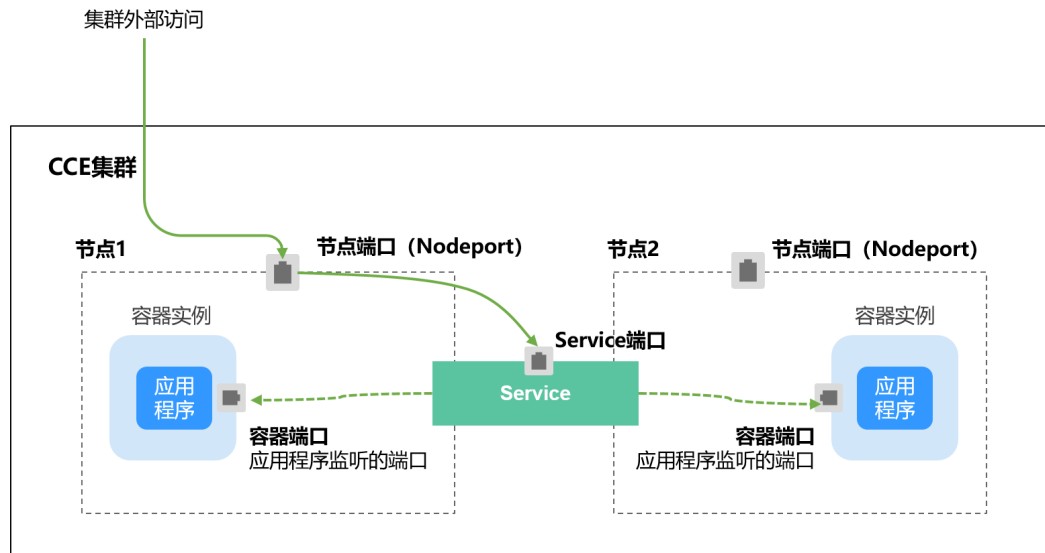 集群外部访问
CCE集群
节点1
节点端口（Nodeport）
节点2
节点端口（Nodeport）
容器实例
容器实例
Service端口
应用
程序
Service
应用
程序
容器端口
应用程序监听的端口
容器端口
应用程序监听的端口